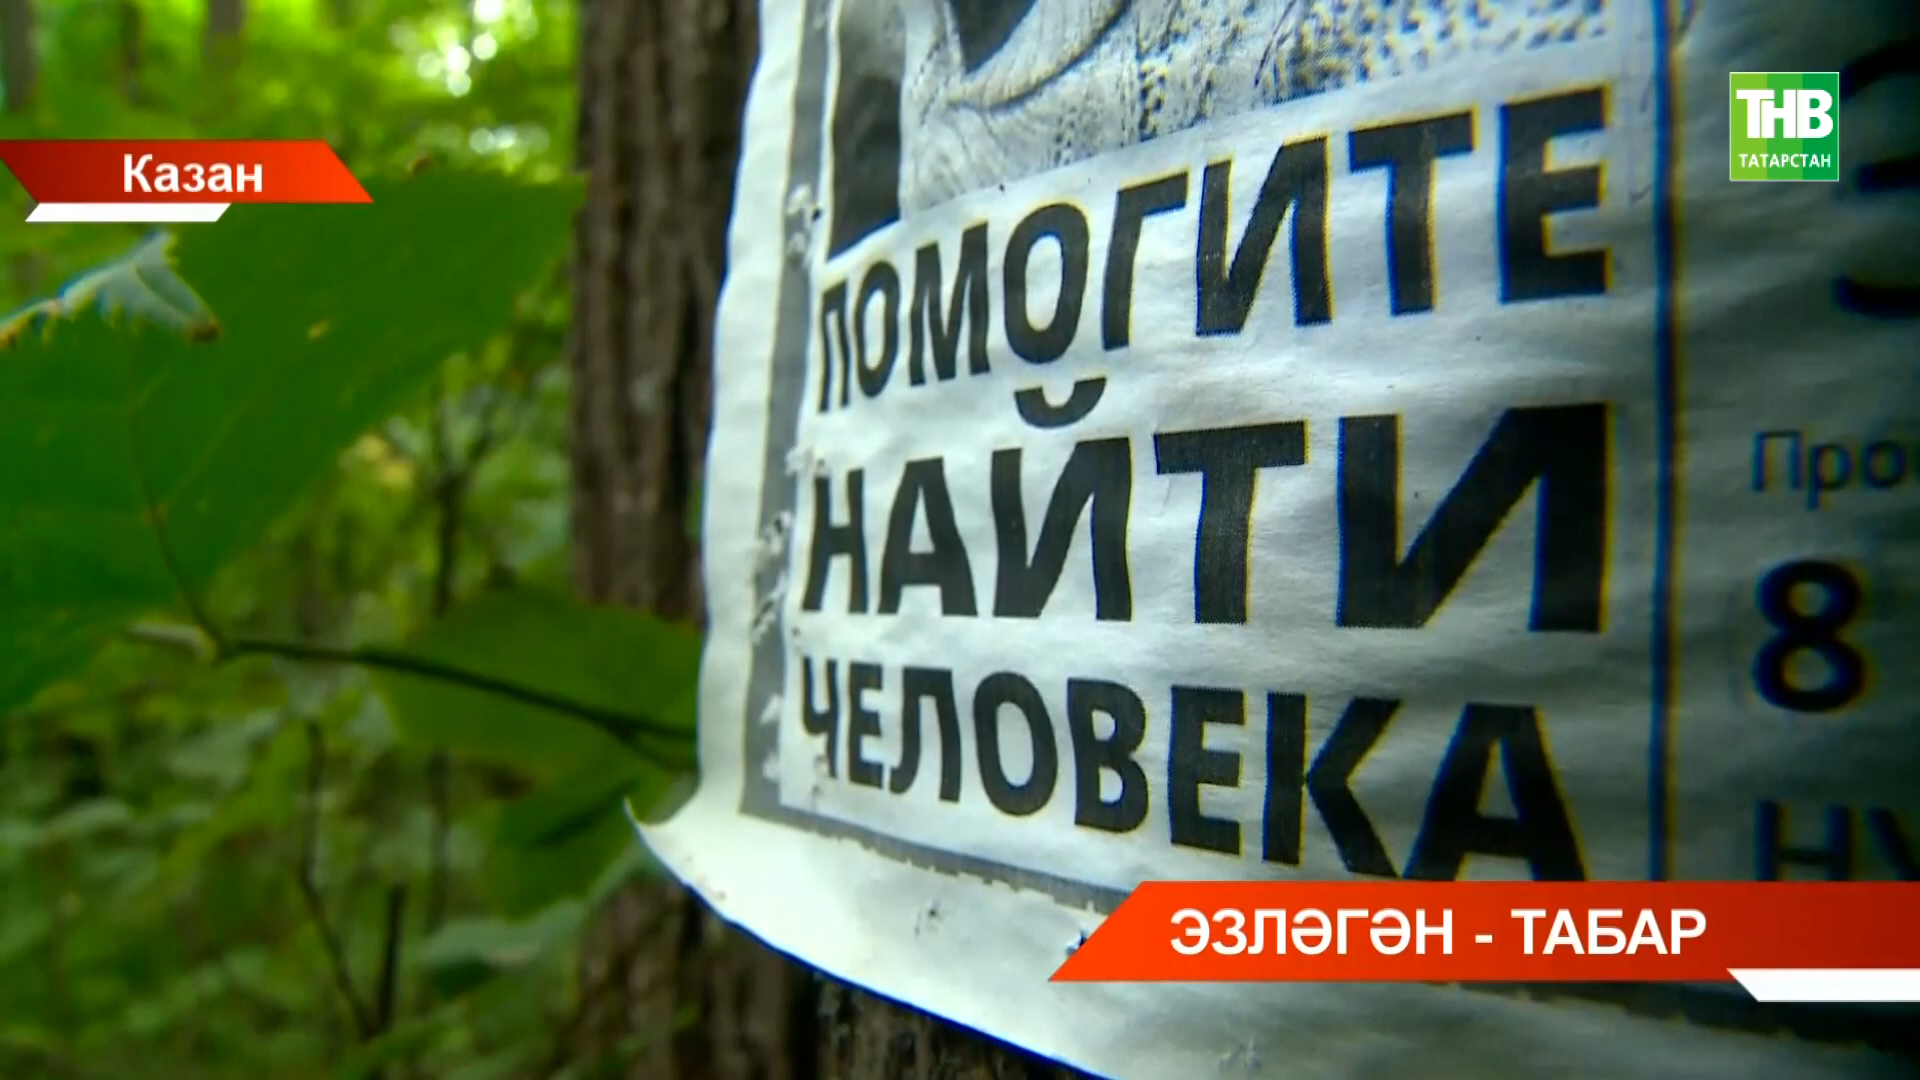 Казан
ТНВ
ТАТАРСТАН
ПОМОГИТЕ
НАЙТИ
ЧЕЛОВЕКА
8
ЭЗЛӘГӘН - ТАБАР